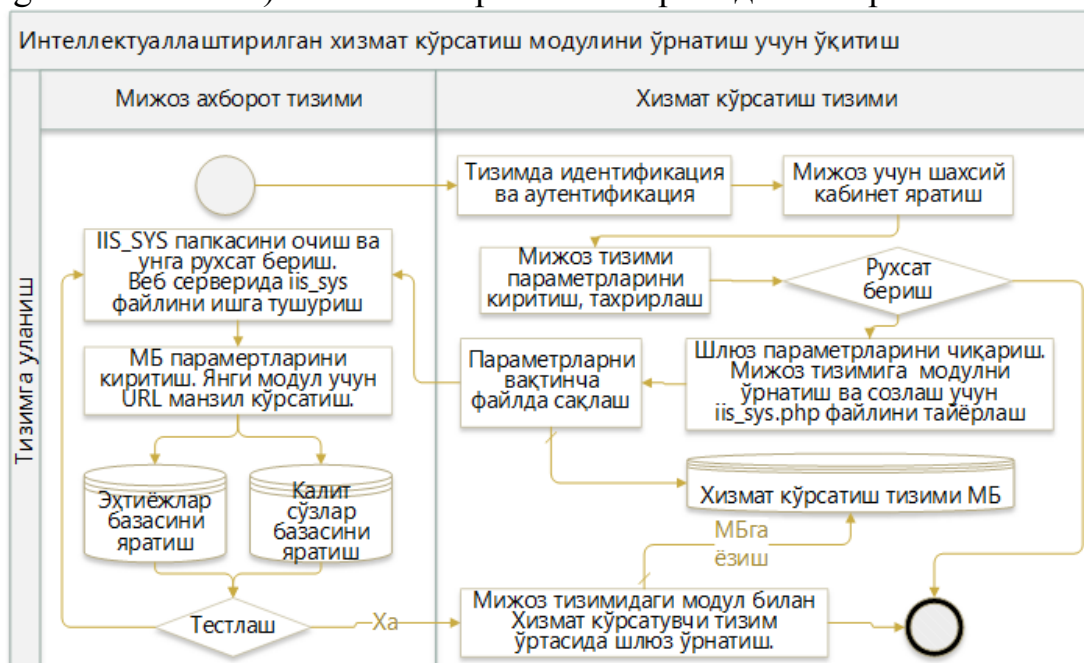 Интеллектуаллаштирилган хизмат кўрсатиш модулини ўрнатиш учун ўқитиш
Мижоз ахборот тизими
Хизмат кўрсатиш тизими
Тизимга уланиш
Тизимда идентификация
ва аутентификация
Мижоз учун шахсий
кабинет яратиш
IIS_SYS папкасини очиш ва
унга рухсат бериш.
Веб серверида iis_sys
файлини ишга тушуриш
Мижоз тизими
параметрларини
киритиш, тахрирлаш
Рухсат
бериш
МБ парамертларини
киритиш. Янги модул учун
URL манзил кўрсатиш.
Параметрларни
вақтинча
файлда сақлаш
Шлюз параметрларини чиқариш.
Мижоз тизимига модулни
ўрнатиш ва созлаш учун
iis_sys.php файлини тайёрлаш
Эҳтиёжлар
базасини
яратиш
Калит
сўзлар
базасини
яратиш
Хизмат кўрсатиш тизими МБ
МБга
ёзиш
Тестлаш
Ха
Мижоз тизимидаги модул билан
Хизмат кўрсатувчи тизим
ўртасида шлюз ўрнатиш.